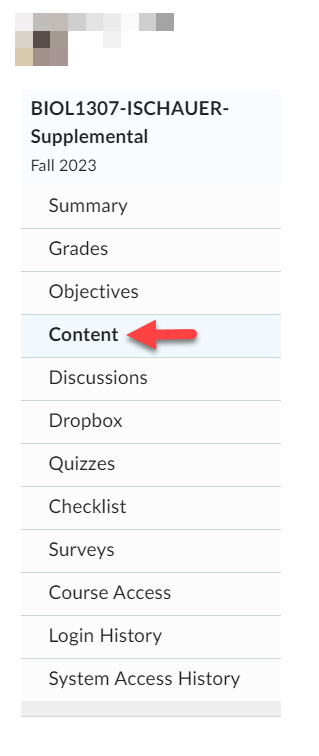 BIOL1307-ISCHAUER-
Supplemental
Fall 2023
Summary
Grades
Objectives
Content
Discussions
Dropbox
Quizzes
Checklist
Surveys
Course Access
Login History
System Access History